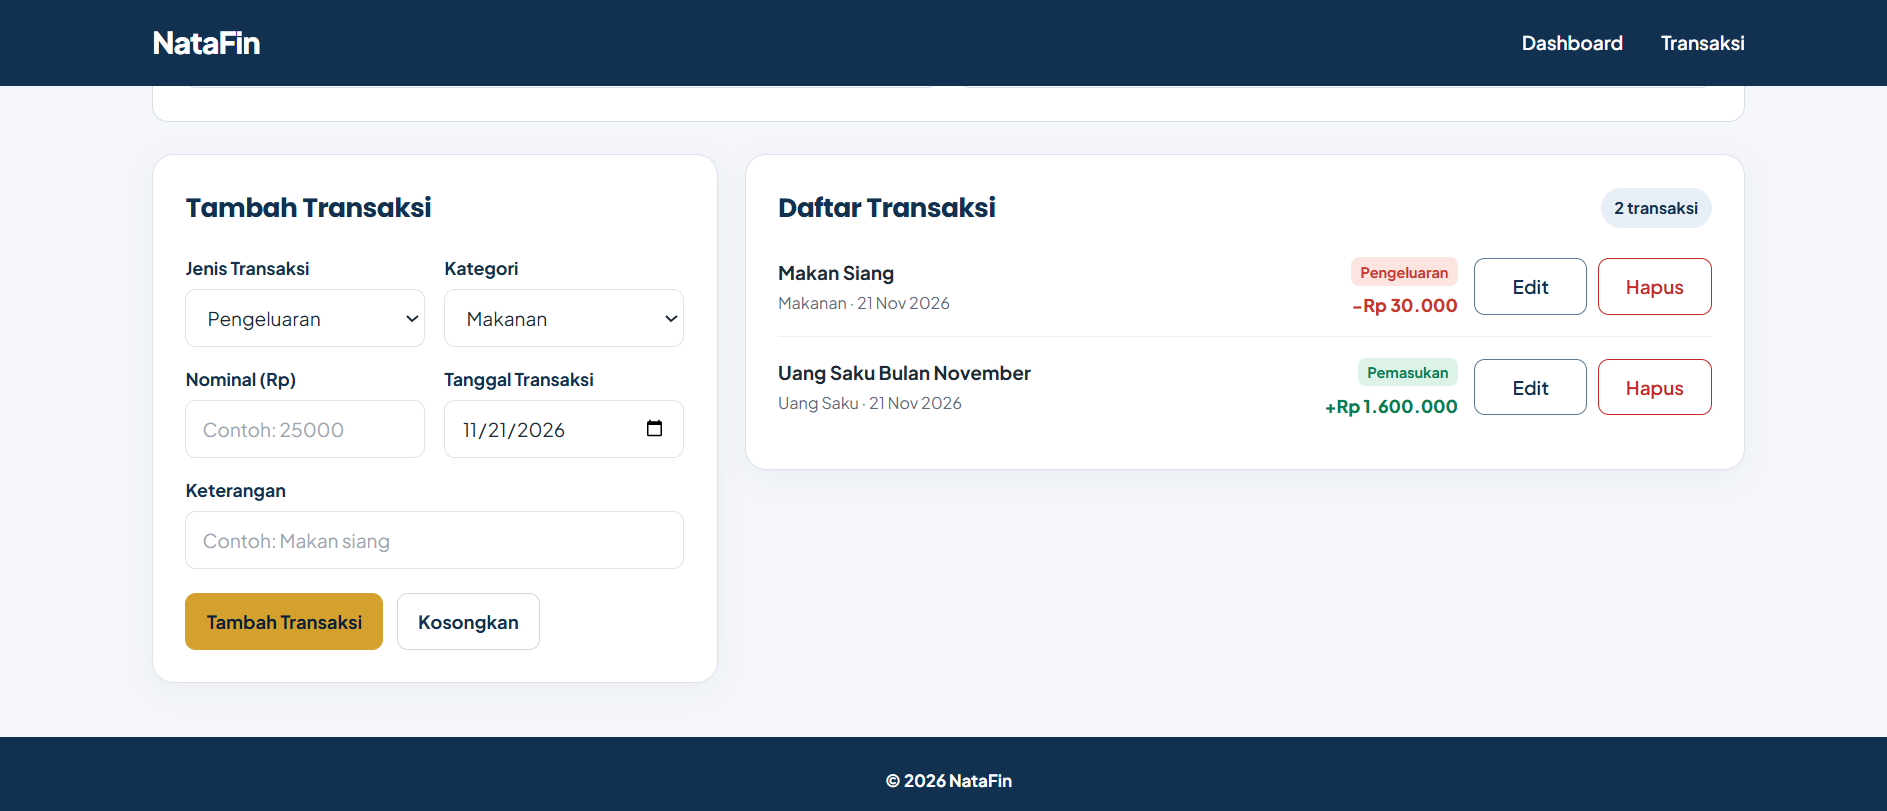 NataFin
Dashboard
Transaksi
Tambah Transaksi
Jenis Transaksi
Kategori
Pengeluaran
Makanan
Nominal (Rp)
Tanggal Transaksi
Contoh: 25000
11/21/2026
Keterangan
Contoh: Makan siang
Tambah Transaksi
Kosongkan
Daftar Transaksi
2 transaksi
Makan Siang
Makanan · 21 Nov 2026
Pengeluaran
-Rp 30.000
Edit
Hapus
Uang Saku Bulan November
Uang Saku · 21 Nov 2026
Pemasukan
+Rp 1.600.000
Edit
Hapus
© 2026 NataFin